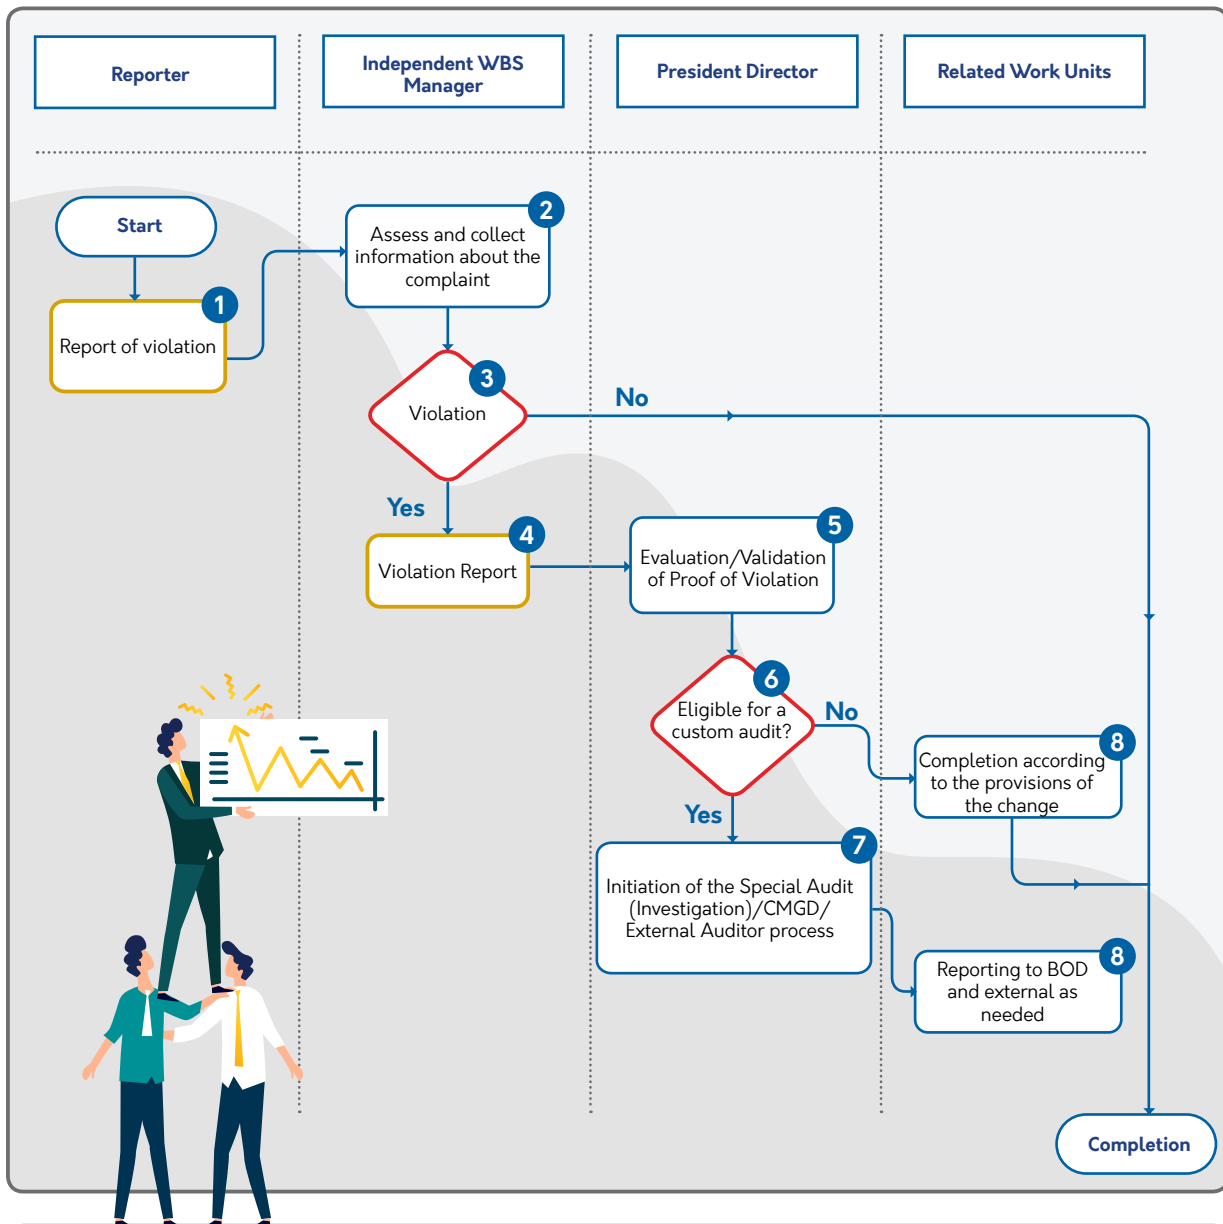 Reporter
Independent WBS
Manager
President Director
Related Work Units
Start
1
Report of violation
2
Assess and collect
information about the
complaint
3
Violation
No
Yes
4
Violation Report
5
Evaluation/Validation
of Proof of Violation
6
Eligible for a
custom audit?
No
Yes
8
Completion according
to the provisions of
the change
7
Initiation of the Special Audit
(Investigation)/CMGD/
External Auditor process
8
Reporting to BOD
and external as
needed
Completion